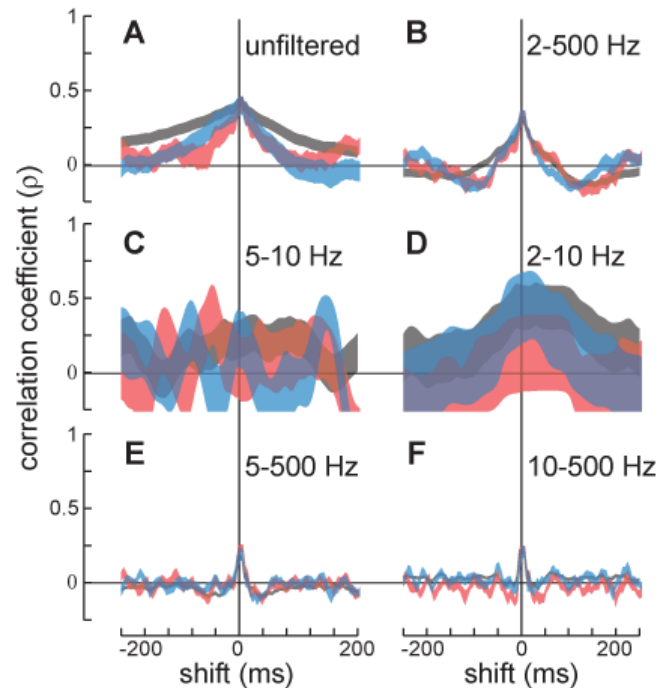 A unfiltered
B 2-500 Hz
1
0.5
0
C 5-10 Hz
D 2-10 Hz
1
0.5
0
E 5-500 Hz
F 10-500 Hz
1
0.5
0
correlation coefficient (ρ)
-200 0 200
-200 0 200
shift (ms)
shift (ms)